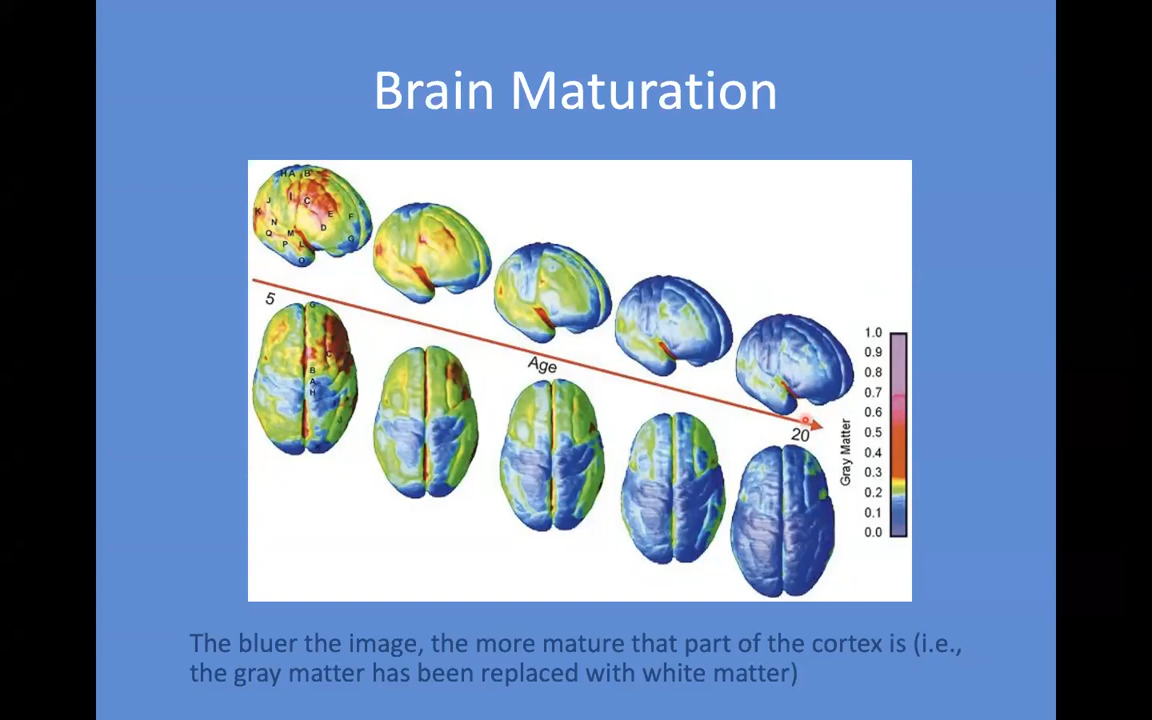 Brain Maturation
H A B
I C
J
K E F
N D
Q M G
P L
O
5
G
C
B
A
H
J
Age
20
Gray Matter
1.0
0.9
0.8
0.7
0.6
0.5
0.4
0.3
0.2
0.1
0.0
The bluer the image, the more mature that part of the cortex is (i.e.,
the gray matter has been replaced with white matter)